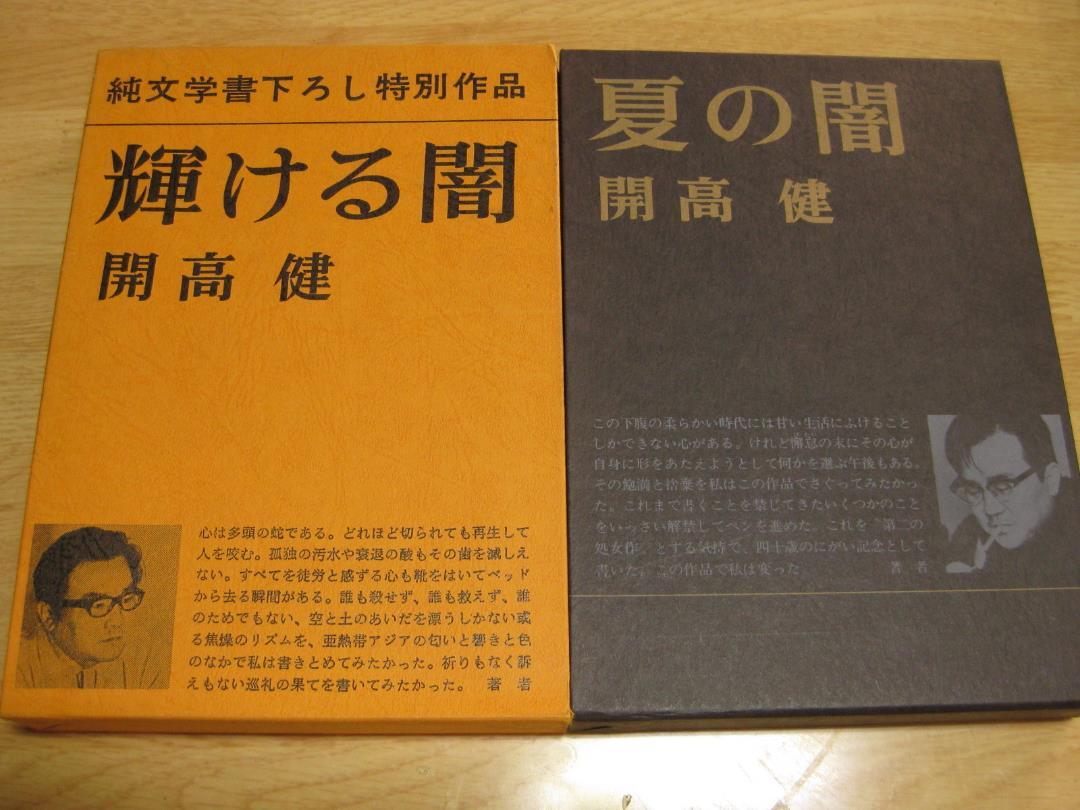 純文学書下ろし特別作品
輝ける闇
開高 健
心は多頭の蛇である。どれほど切られても再生して
人を咬む。孤独の汚水や衰退の酸もその歯を滅しえ
ない。すべてを徒労と感ずる心も靴をはいてベッド
から去る瞬間がある。誰も殺せず、誰も救えず、誰
のためでもない、空と土のあいだを漂うしかない或
る焦燥のリズムを、亜熱帯アジアの匂いと響きと色
のなかで私は書きとめてみたかった。祈りもなく訴
えもない巡礼の果てを書いてみたかった。 著 者
夏の闇
開高 健
この下腹の柔らかい時代には甘い生活にふけること
しかできない心がある。けれど懈怠の末にその心が
自身に形をあたえようとして何かを選ぶ午後もある。
その飽満と捨棄を私はこの作品でさぐってみたかっ
た。これまで書くことを禁じてきたいくつかのこと
をいっさい解禁してペンを進めた。これを〝第二の
処女作〟とする気持で、四十歳のにがい記念として
書いた。この作品で私は変った。 著 者